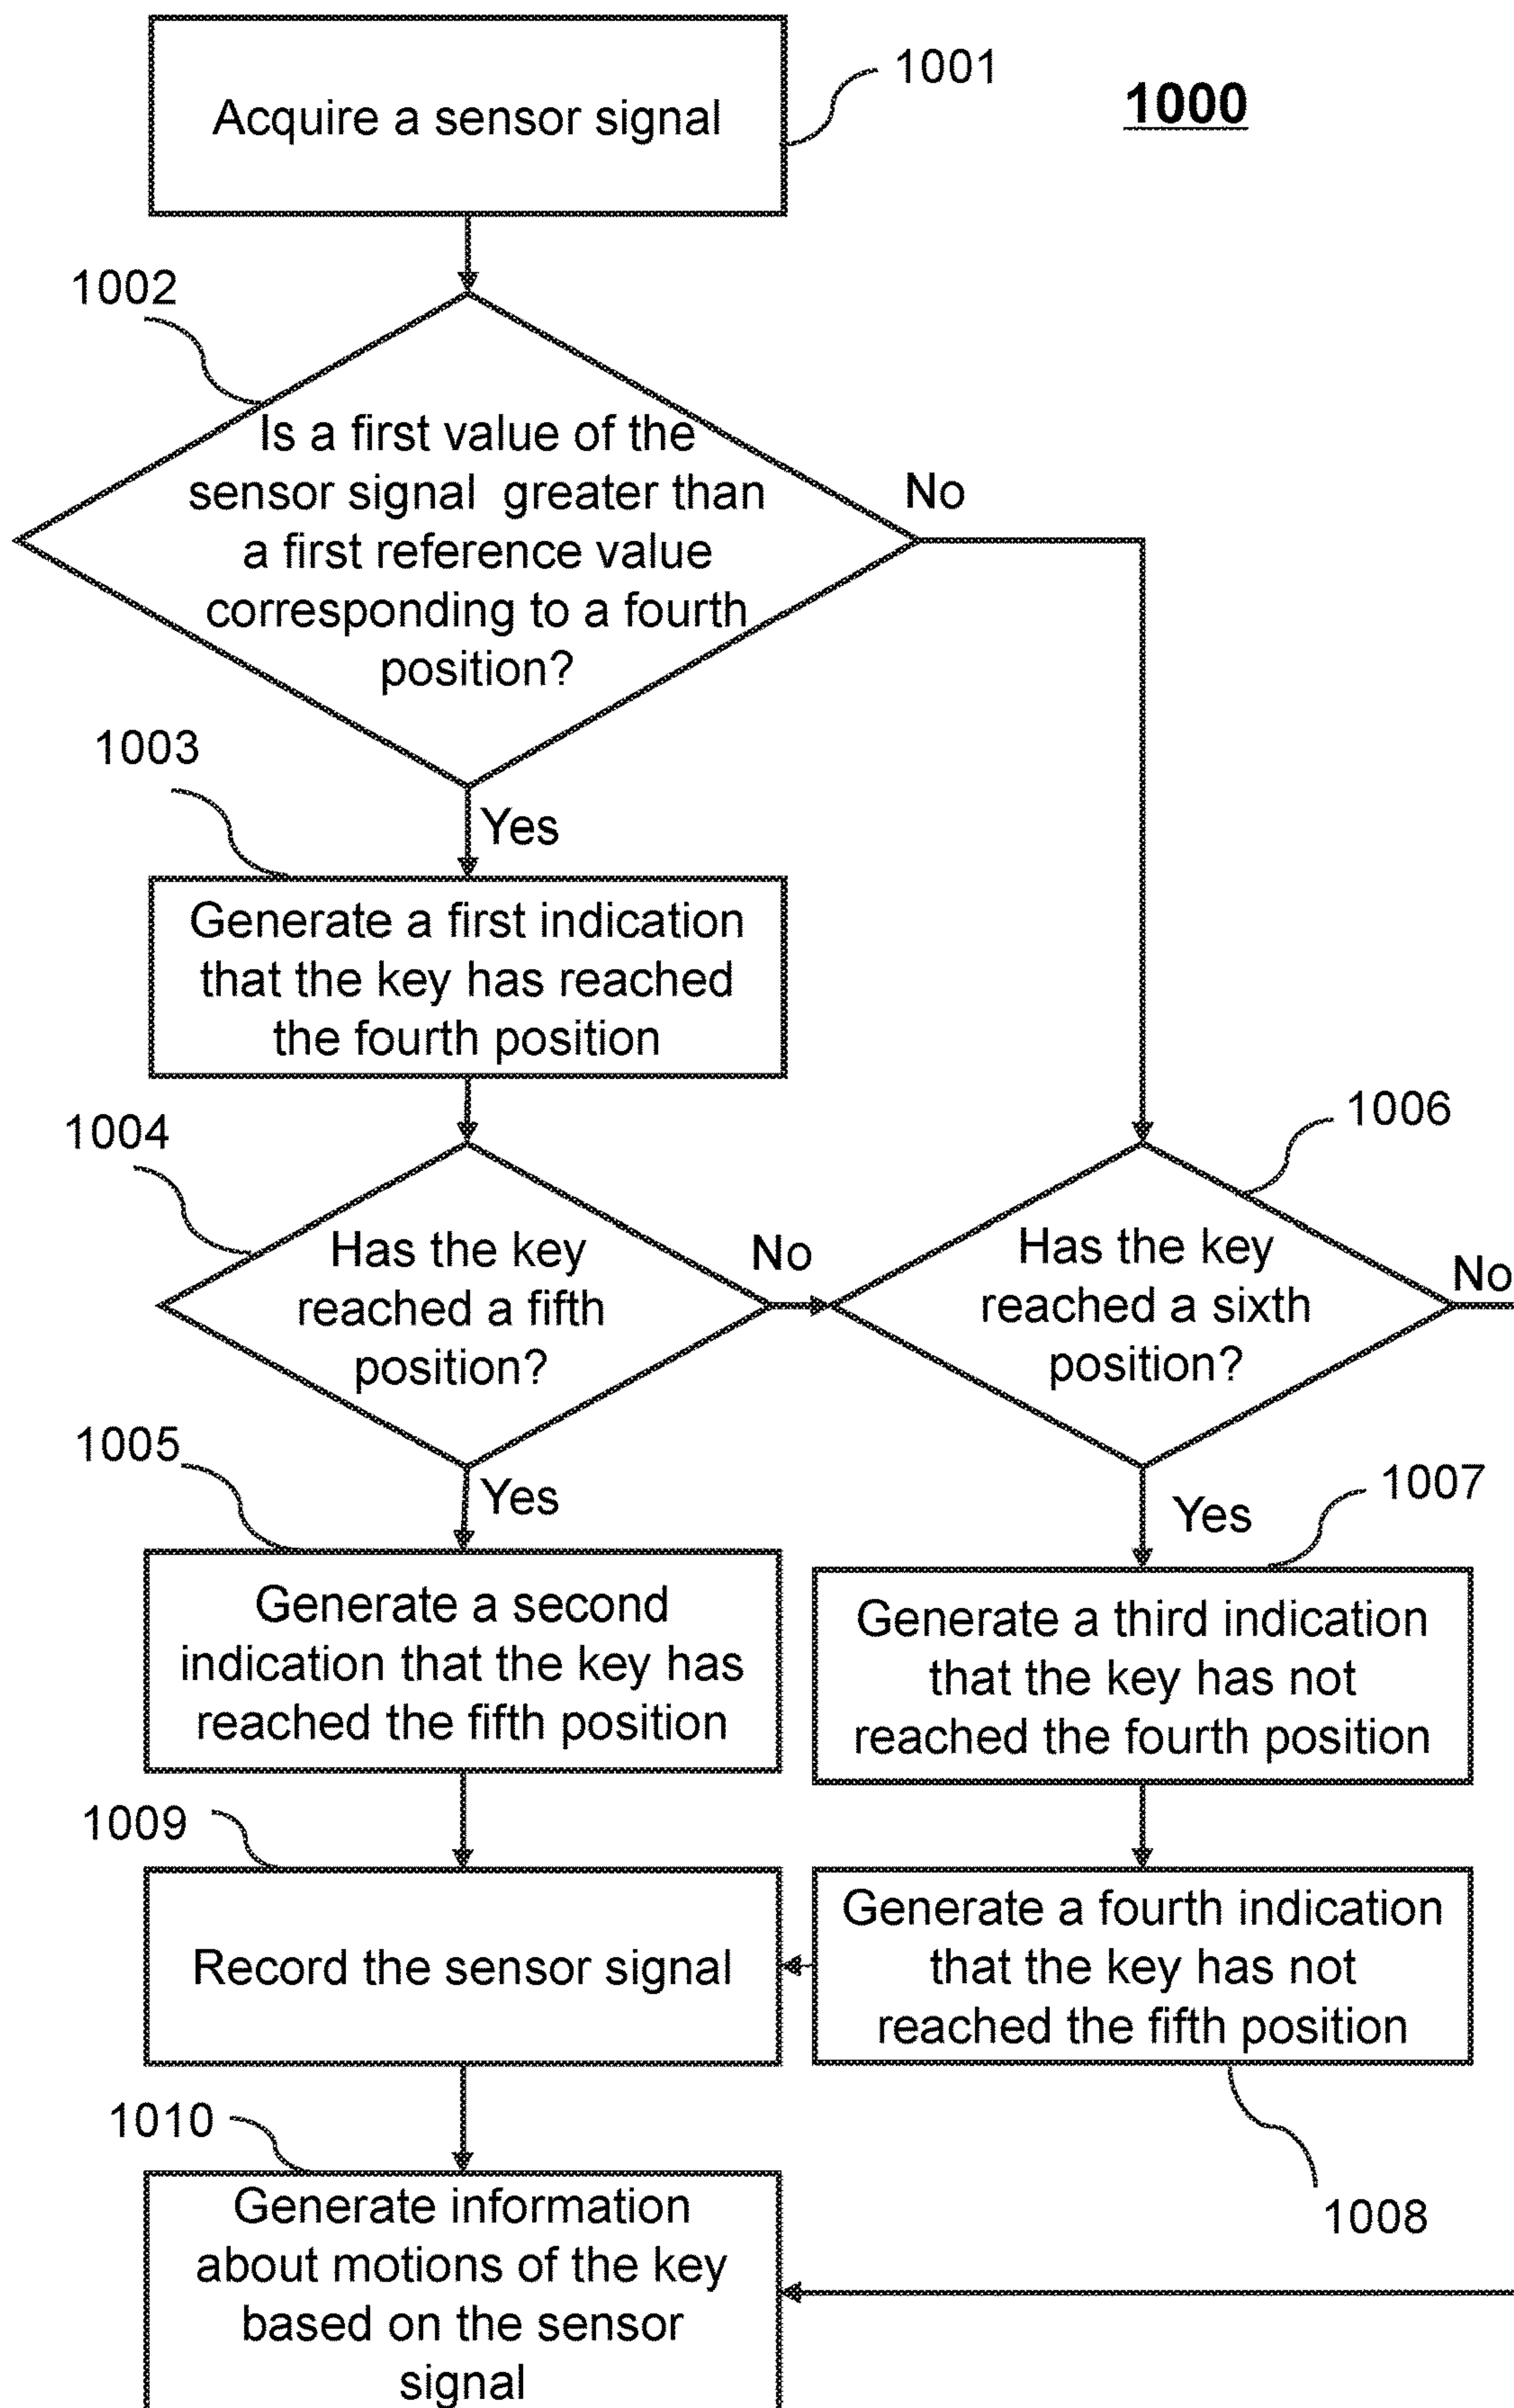 Acquire a sensor signal
1001
1000
1002
Is a first value of the
sensor signal greater than
a first reference value
corresponding to a fourth
position?
No
Yes
1003
Generate a first indication
that the key has reached
the fourth position
1004
Has the key
reached a fifth
position?
No
1006
Has the key
reached a sixth
position?
No
Yes
1005
Generate a second
indication that the key has
reached the fifth position
Yes
1007
Generate a third indication
that the key has not
reached the fourth position
1009
Record the sensor signal
Generate a fourth indication
that the key has not
reached the fifth position
1008
1010
Generate information
about motions of the key
based on the sensor
signal